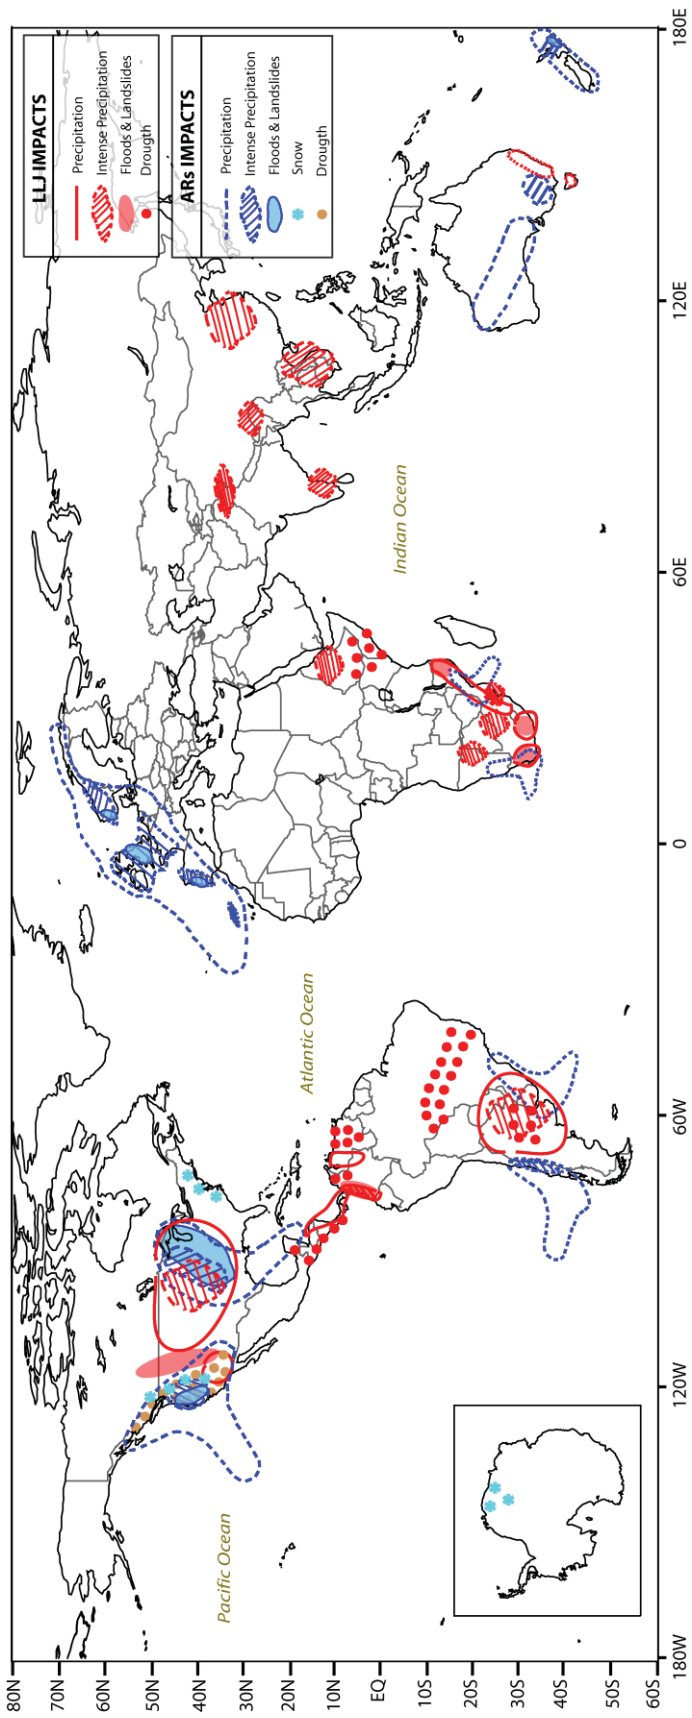 LLJ IMPACTS
Precipitation
Intense Precipitation
Floods & Landslides
Drougth
ARs IMPACTS
Precipitation
Intense Precipitation
Floods & Landslides
Snow
Drougth
Pacific Ocean
Atlantic Ocean
Indian Ocean
80N
70N
60N
50N
40N
30N
20N
10N
EQ
10S
20S
30S
40S
50S
60S
180W
120W
60W
0
60E
120E
180E